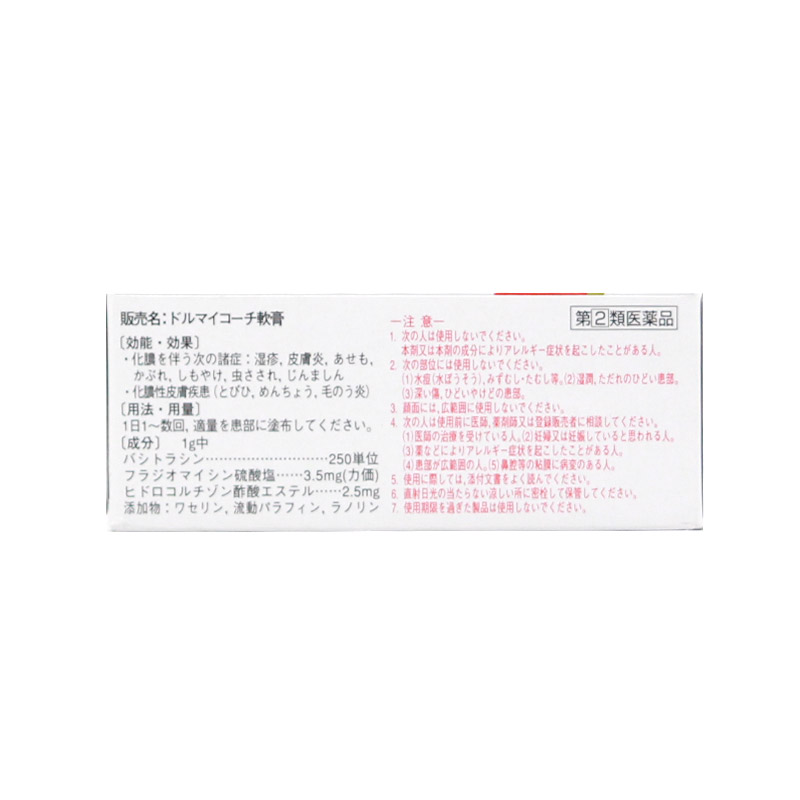 販売名：ドルマイコーチ軟膏
〔効能・効果〕
・化膿を伴う次の諸症：湿疹，皮膚炎，あせも，
かぶれ，しもやけ，虫さされ，じんましん
・化膿性皮膚疾患（とびひ，めんちょう，毛のう炎）
〔用法・用量〕
1日1～数回，適量を患部に塗布してください。
〔成分〕 1g中
バシトラシン…………………………250単位
フラジオマイシン硫酸塩……3.5mg(力価)
ヒドロコルチゾン酢酸エステル……2.5mg
添加物：ワセリン，流動パラフィン，ラノリン
ー注 意ー
1. 次の人は使用しないでください。
本剤又は本剤の成分によりアレルギー症状を起こしたことがある人。
2. 次の部位には使用しないでください。
(1)水痘(水ぼうそう)，みずむし・たむし等。(2)湿潤，ただれのひどい患部。
(3)深い傷，ひどいやけどの患部。
3. 顔面には，広範囲に使用しないでください。
4. 次の人は使用前に医師，薬剤師又は登録販売者に相談してください。
(1)医師の治療を受けている人。(2)妊婦又は妊娠していると思われる人。
(3)薬などによりアレルギー症状を起こしたことがある人。
(4)患部が広範囲の人。(5)鼻腔等の粘膜に病変のある人。
5. 使用に際しては，添付文書をよく読んでください。
6. 直射日光の当たらない涼しい所に密栓して保管してください。
7. 使用期限を過ぎた製品は使用しないでください。
第②類医薬品